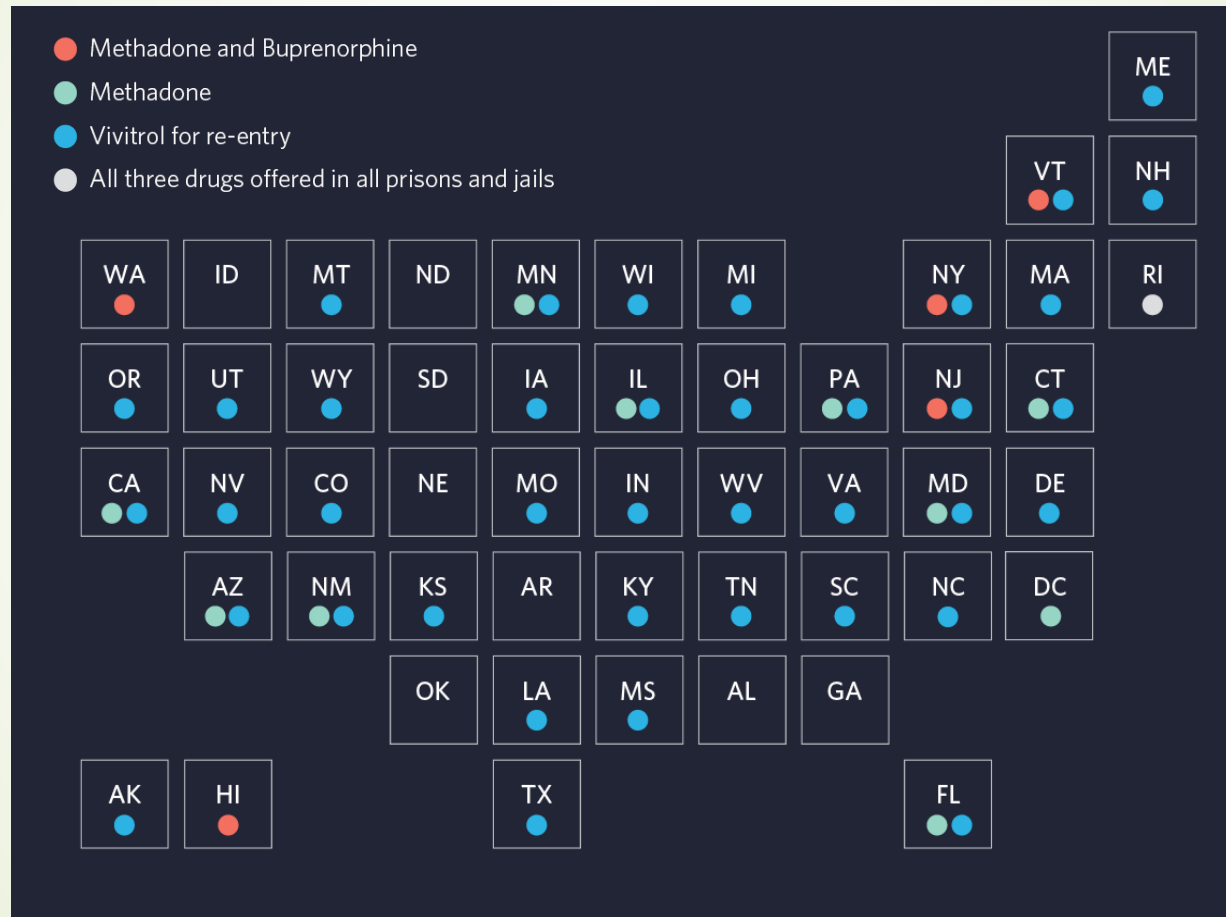 Methadone and Buprenorphine
Methadone
Vivitrol for re-entry
All three drugs offered in all prisons and jails
ME
VT NH
WA ID MT ND MN WI MI NY MA RI
OR UT WY SD IA IL OH PA NJ CT
CA NV CO NE MO IN WV VA MD DE
AZ NM KS AR KY TN SC NC DC
OK LA MS AL GA
AK HI TX FL